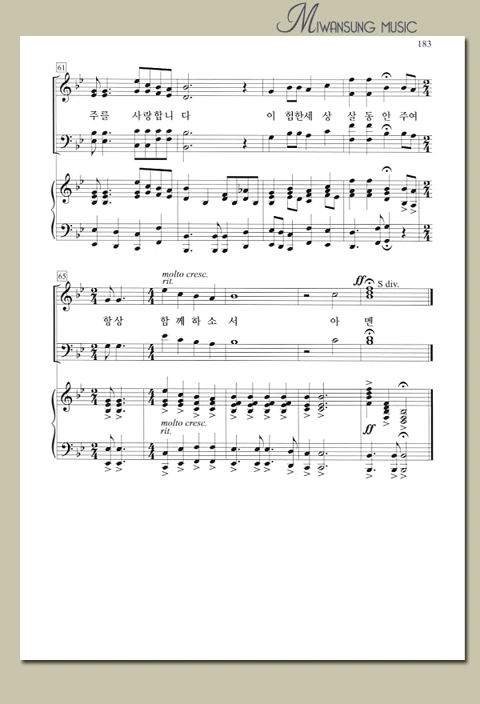 MIWANSUNG MUSIC
183
61
주를 사랑합니다 이 험한세 상 살 동 안 주여
65
molto cresc.
rit.
ff S div.
항상 함 께 하 소 서 아 멘
molto cresc.
rit.
ff